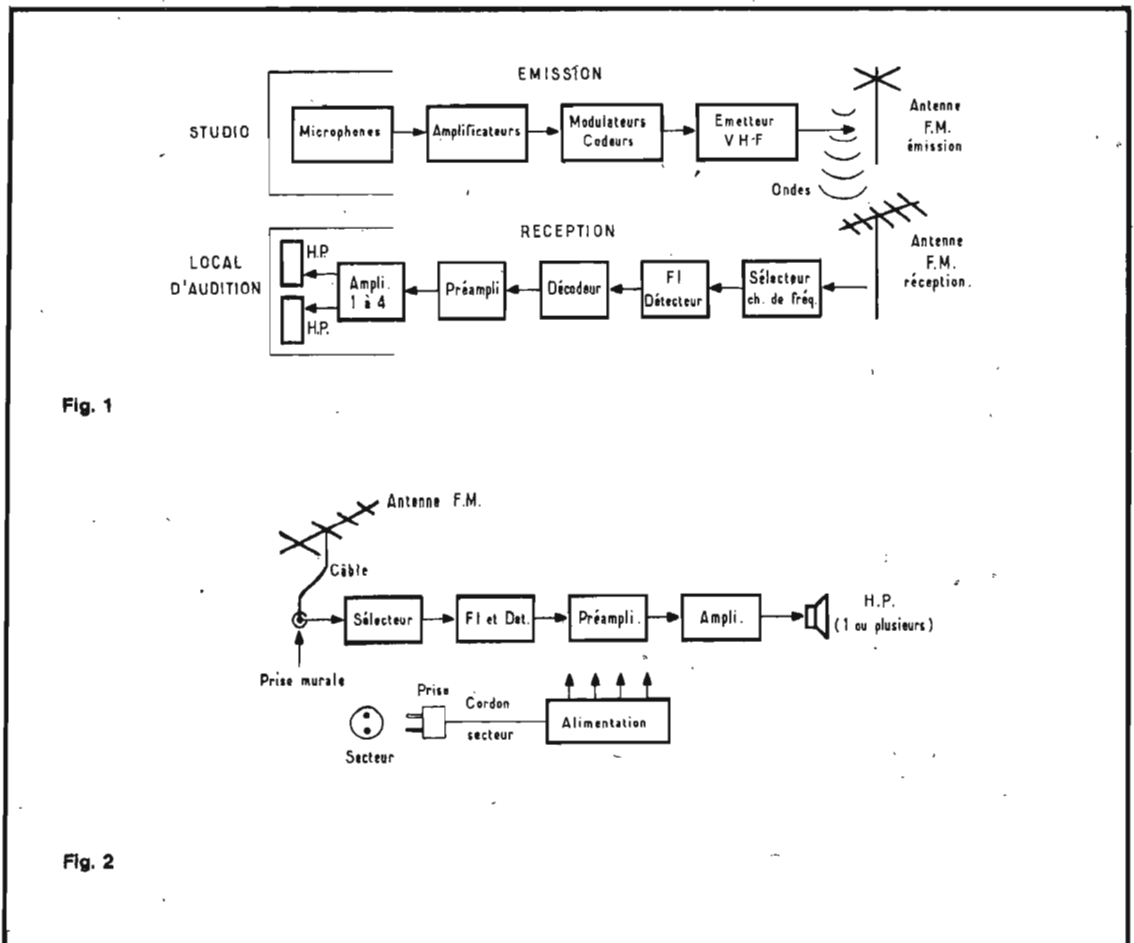 EMISSION
STUDIO
Microphones
Amplificateurs
Modulateurs
Codeurs
Emetteur
V H F
Antenne
F.M.
émission
Ondes
RECEPTION
LOCAL
D'AUDITION
H.P
H.P.
Ampli.
1 à 4
Préampli
Décodeur
FI
Détecteur
Sélecteur
ch. de fréq.
Antenne
F.M.
réception.
Fig. 1
Antenne F.M.
Câble
Sélecteur
FI et Det.
Préampli.
Ampli.
H.P.
(1 ou plusieurs)
Prise murale
Prise
Cordon
secteur
Alimentation
Secteur
Fig. 2